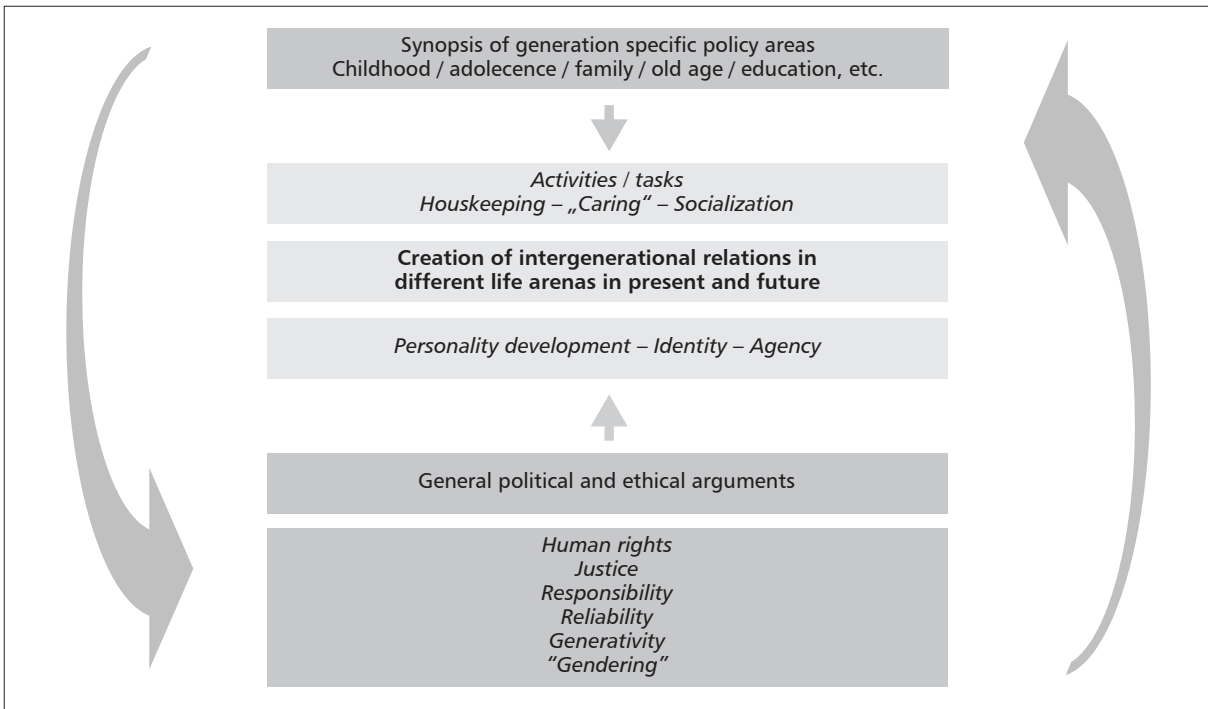 Synopsis of generation specific policy areas
Childhood / adolecence / family / old age / education, etc.
Activities / tasks
Houskeeping – „Caring“ – Socialization
Creation of intergenerational relations in
different life arenas in present and future
Personality development – Identity – Agency
General political and ethical arguments
Human rights
Justice
Responsibility
Reliability
Generativity
“Gendering”